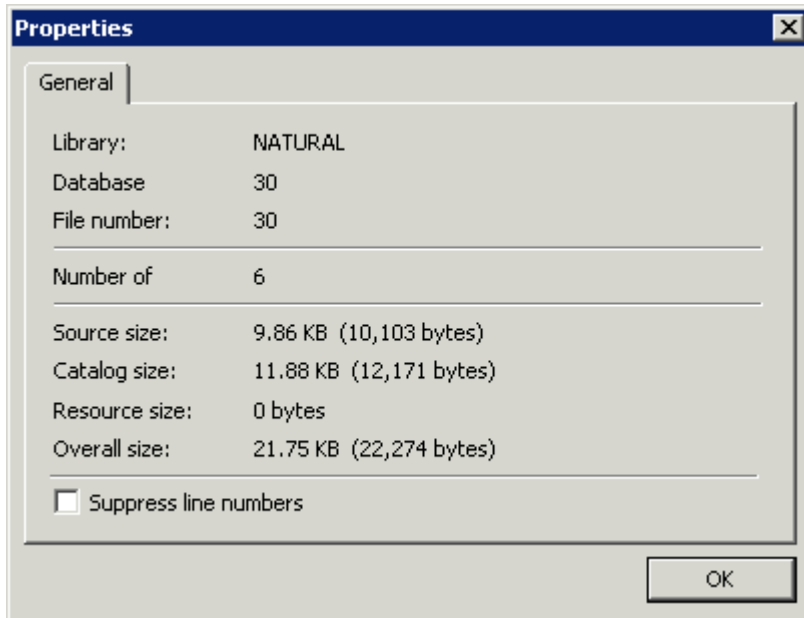 Properties
General
Library: NATURAL
Database 30
File number: 30
Number of 6
Source size: 9.86 KB (10,103 bytes)
Catalog size: 11.88 KB (12,171 bytes)
Resource size: 0 bytes
Overall size: 21.75 KB (22,274 bytes)
Suppress line numbers
OK